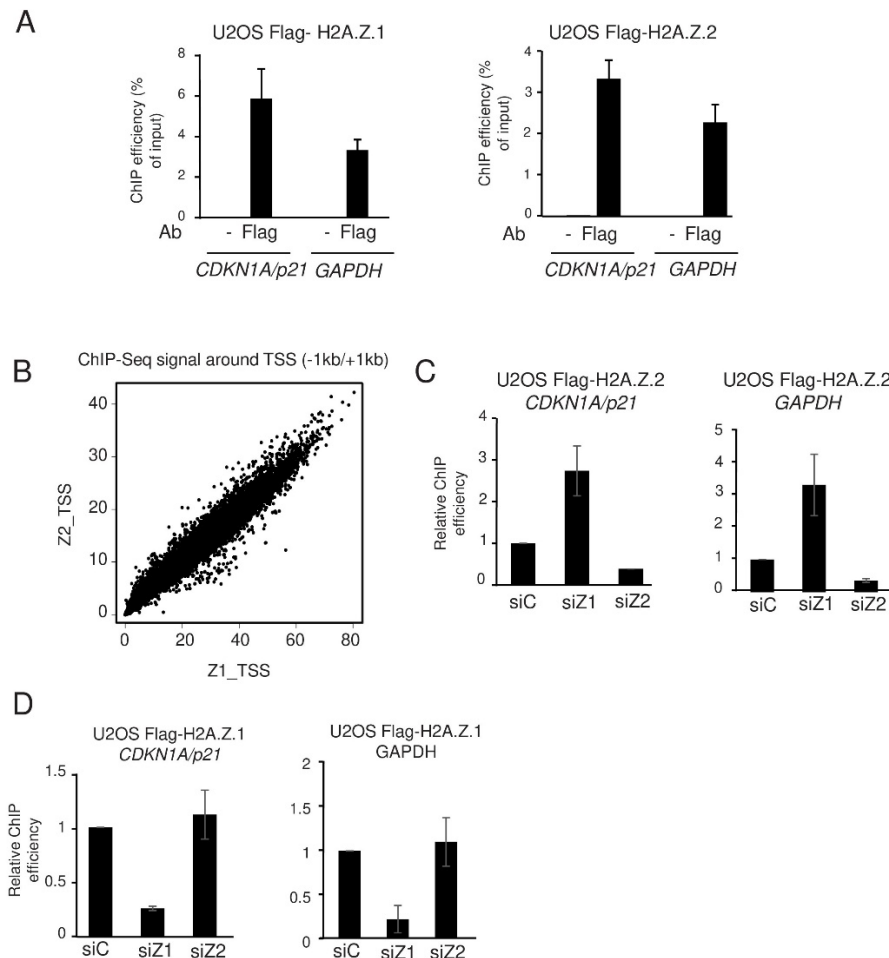 A
U2OS Flag- H2A.Z.1
ChIP efficiency (%
of input)
8
6
4
2
0
Ab
- Flag - Flag
CDKN1A/p21 GAPDH
U2OS Flag-H2A.Z.2
ChIP efficiency (%
of input)
4
3
2
1
0
Ab
- Flag - Flag
CDKN1A/p21 GAPDH
B
ChIP-Seq signal around TSS (-1kb/+1kb)
Z2_TSS
40
30
20
10
0
0 20 40 60 80
Z1_TSS
C
U2OS Flag-H2A.Z.2
CDKN1A/p21
Relative ChIP
efficiency
4
3
2
1
0
siC siZ1 siZ2
U2OS Flag-H2A.Z.2
GAPDH
5
4
3
2
1
0
siC siZ1 siZ2
D
U2OS Flag-H2A.Z.1
CDKN1A/p21
Relative ChIP
efficiency
1.5
1
0.5
0
siC siZ1 siZ2
U2OS Flag-H2A.Z.1
GAPDH
2
1.5
1
0.5
0
siC siZ1 siZ2